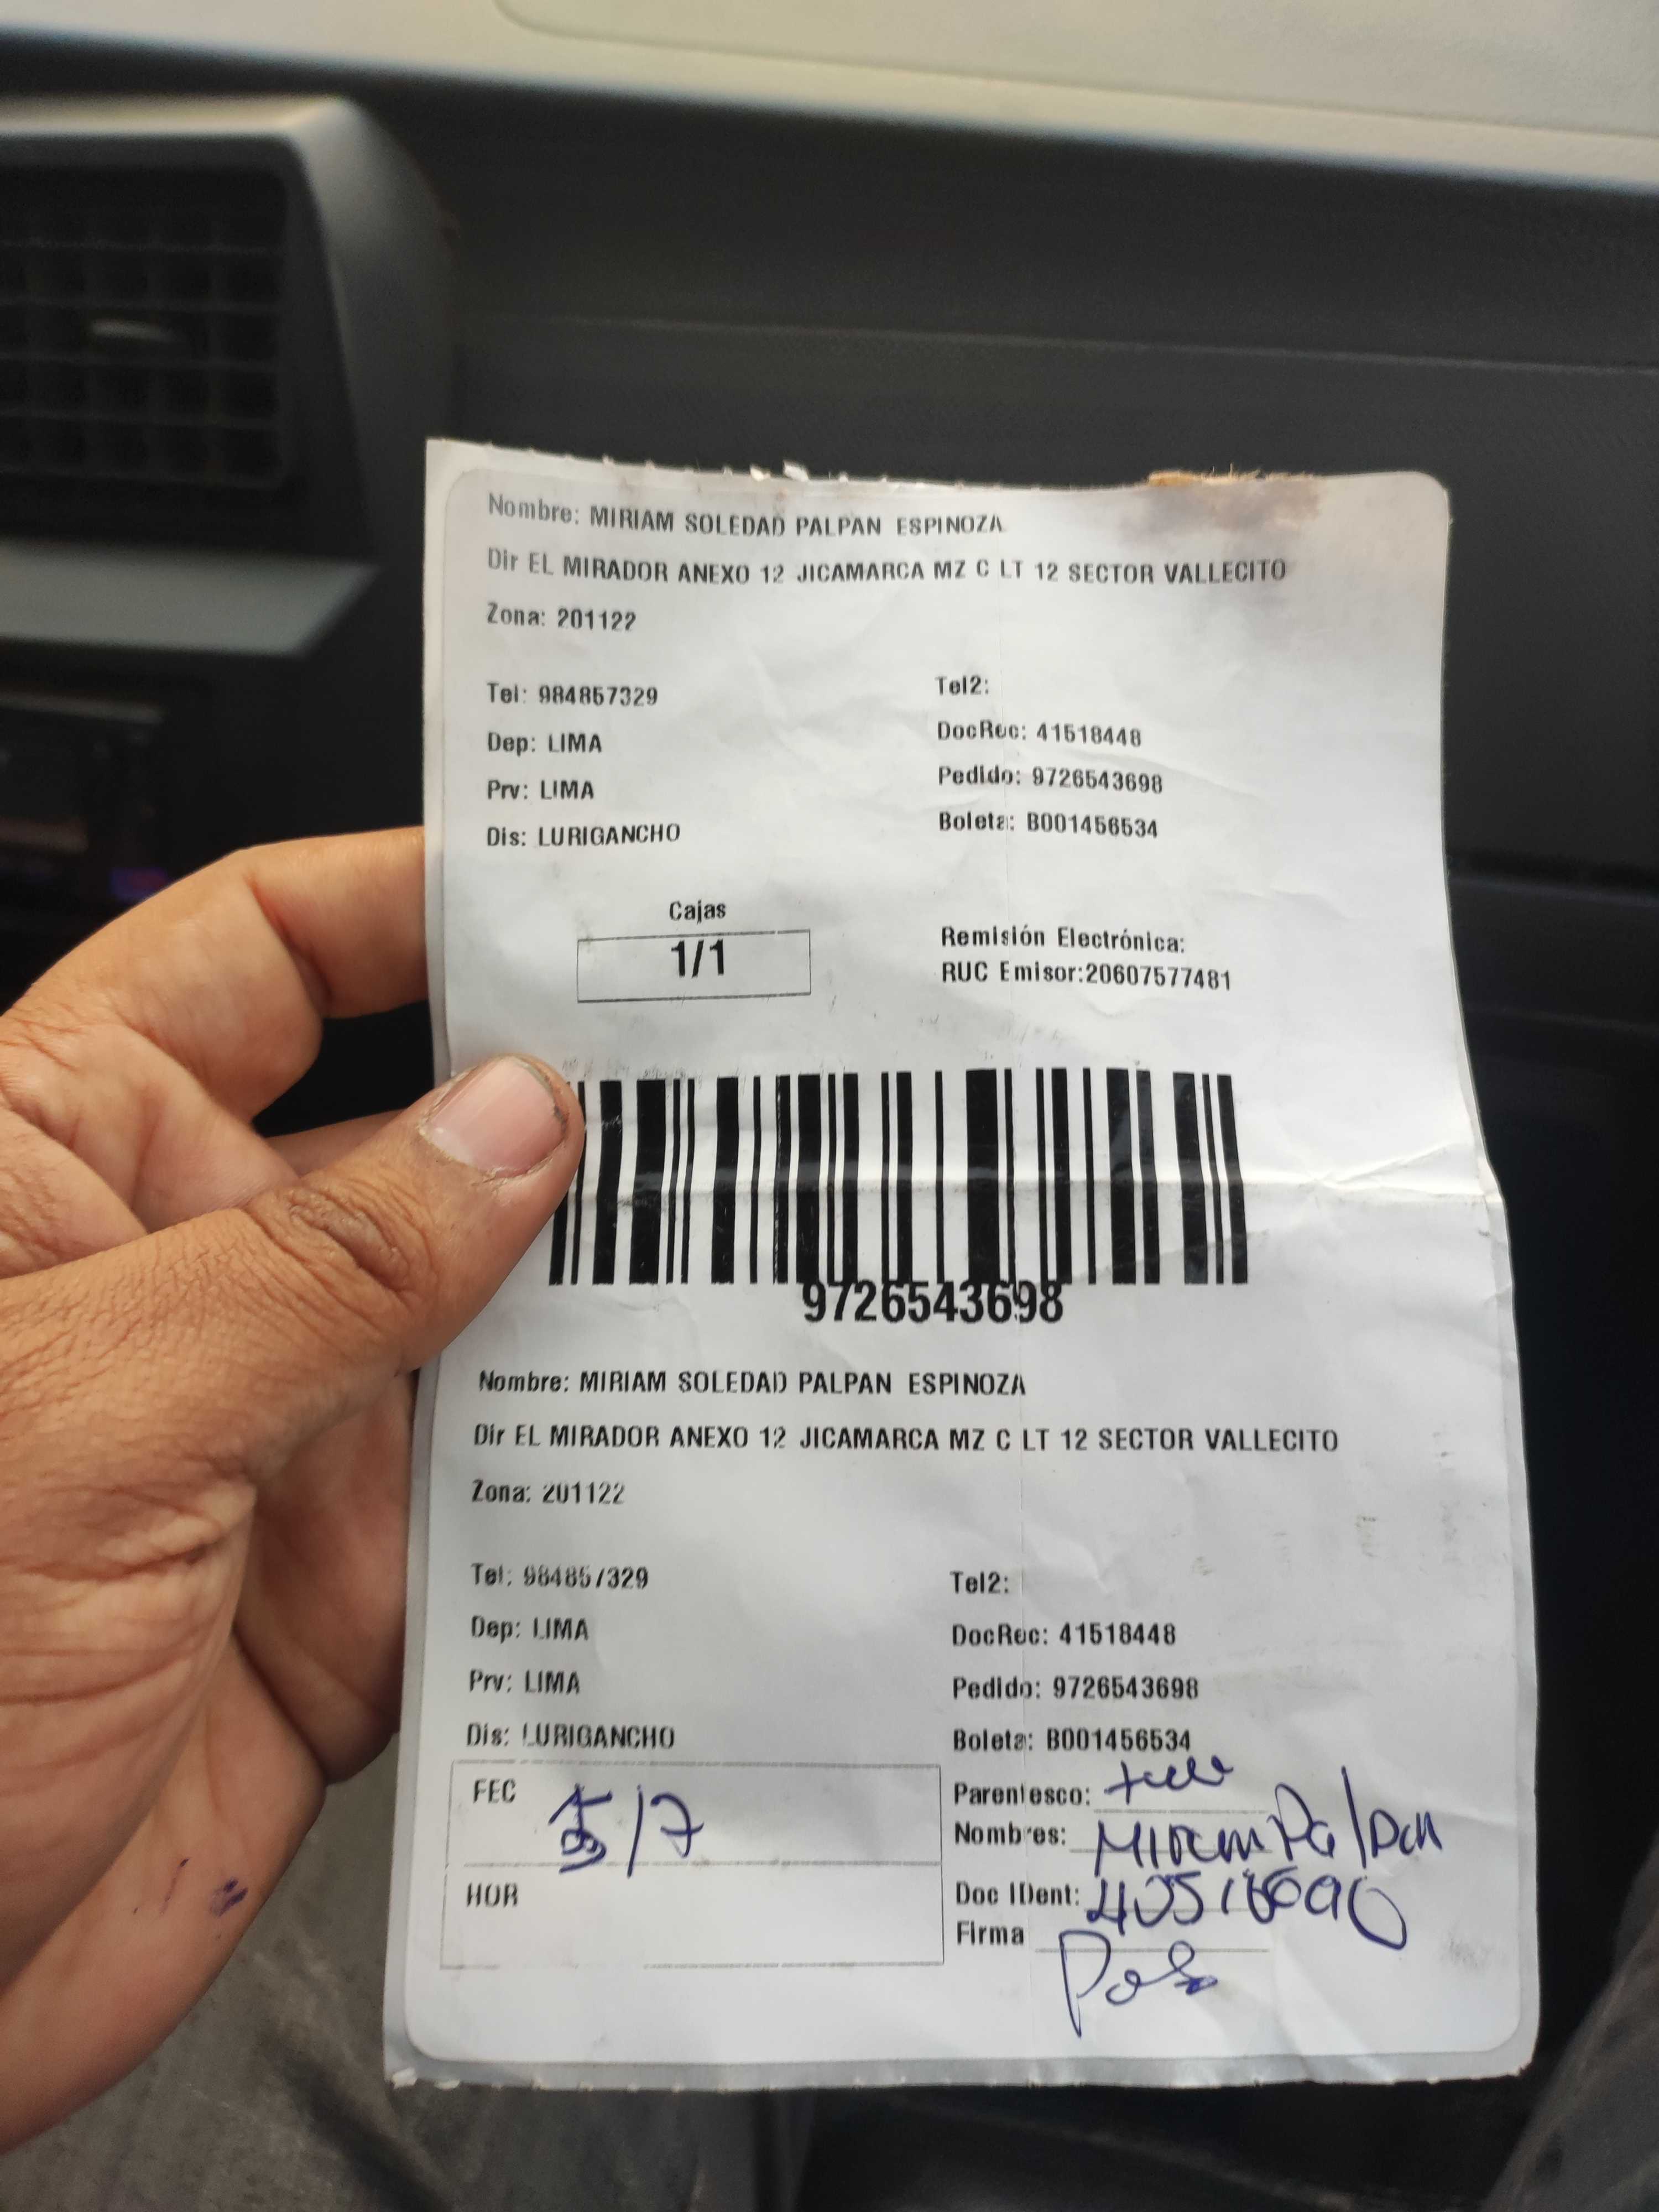 Nombre: MIRIAM SOLEDAD PALPAN ESPINOZA
Dir EL MIRADOR ANEXO 12 JICAMARCA MZ C LT 12 SECTOR VALLECITO
Zona: 201122
Tel: 984857329 Tel2:
Dep: LIMA DocRec: 41518448
Prv: LIMA Pedido: 9726543698
Dis: LURIGANCHO Boleta: B001456534
Cajas
1/1
Remisión Electrónica:
RUC Emisor:20607577481
9726543698
Nombre: MIRIAM SOLEDAD PALPAN ESPINOZA
Dir EL MIRADOR ANEXO 12 JICAMARCA MZ C LT 12 SECTOR VALLECITO
Zona: 201122
Tel: 984857329 Tel2:
Dep: LIMA DocRec: 41518448
Prv: LIMA Pedido: 9726543698
Dis: LURIGANCHO Boleta: B001456534
FEC 5/7
HOR
Parentesco:
Nombres: Miriam Palpan
Doc IDent:
Firma